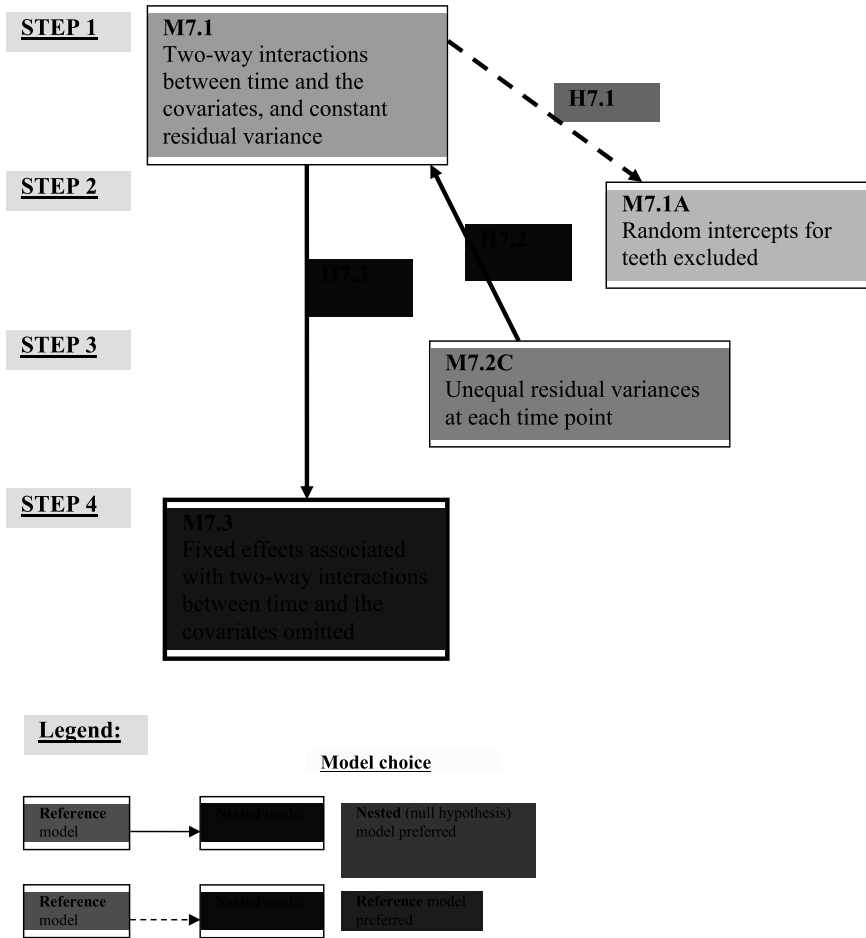 STEP 1
M7.1
Two-way interactions
between time and the
covariates, and constant
residual variance
H7.1
STEP 2
M7.1A
Random intercepts for
teeth excluded
H7.2
H7.3
STEP 3
M7.2C
Unequal residual variances
at each time point
STEP 4
M7.3
Fixed effects associated
with two-way interactions
between time and the
covariates omitted
Legend:
Model choice
Reference
model
Nested model
Nested (null hypothesis)
model preferred
Reference
model
Nested model
Reference model
preferred